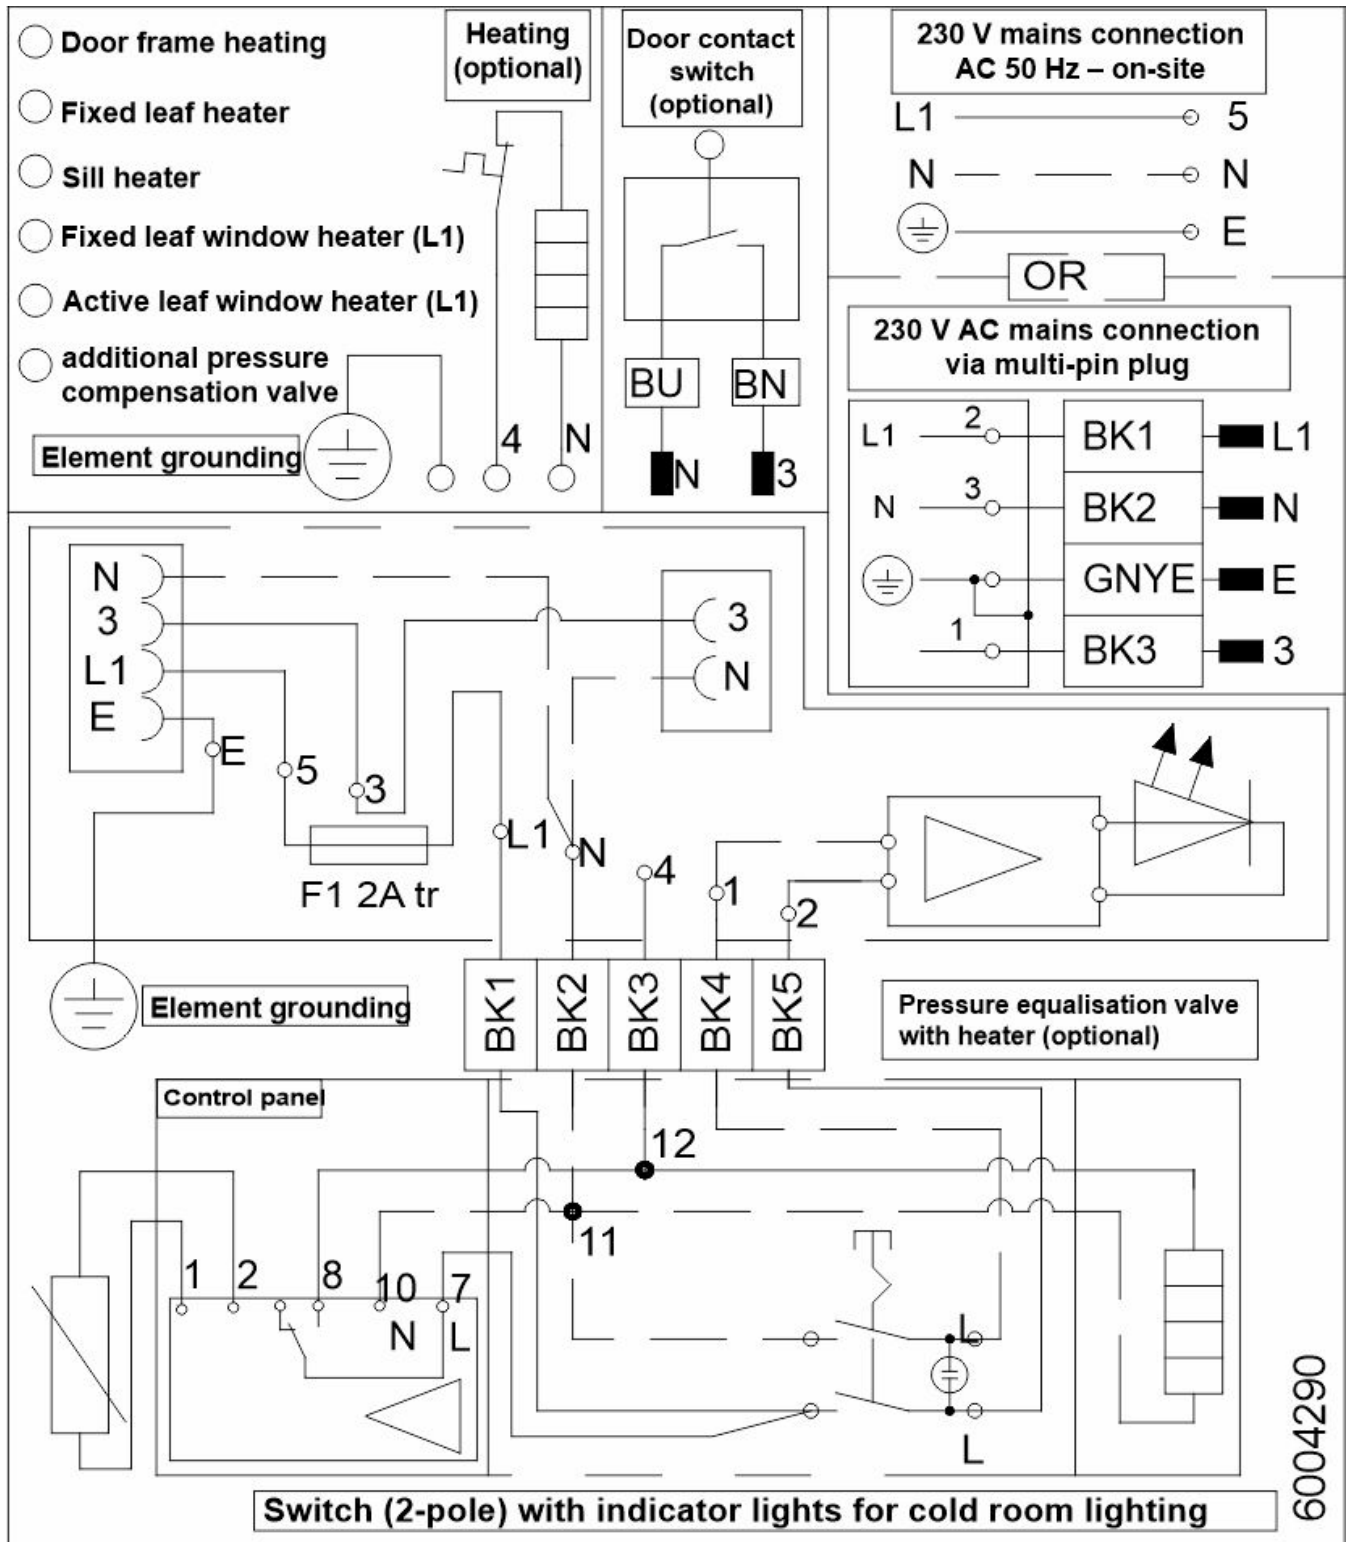 Door frame heating
Fixed leaf heater
Sill heater
Fixed leaf window heater (L1)
Active leaf window heater (L1)
additional pressure
compensation valve
Element grounding
Heating
(optional)
4
N
Door contact
switch
(optional)
BU
BN
N
3
230 V mains connection
AC 50 Hz – on-site
L1
5
N
N
E
OR
230 V AC mains connection
via multi-pin plug
L1
2
BK1
L1
N
3
BK2
N
GNYE
E
1
BK3
3
N
3
L1
E
3
N
E
5
3
L1
N
4
1
2
F1 2A tr
Element grounding
BK1
BK2
BK3
BK4
BK5
Pressure equalisation valve
with heater (optional)
Control panel
12
11
1
2
8
10
7
N
L
L
L
6004290
Switch (2-pole) with indicator lights for cold room lighting